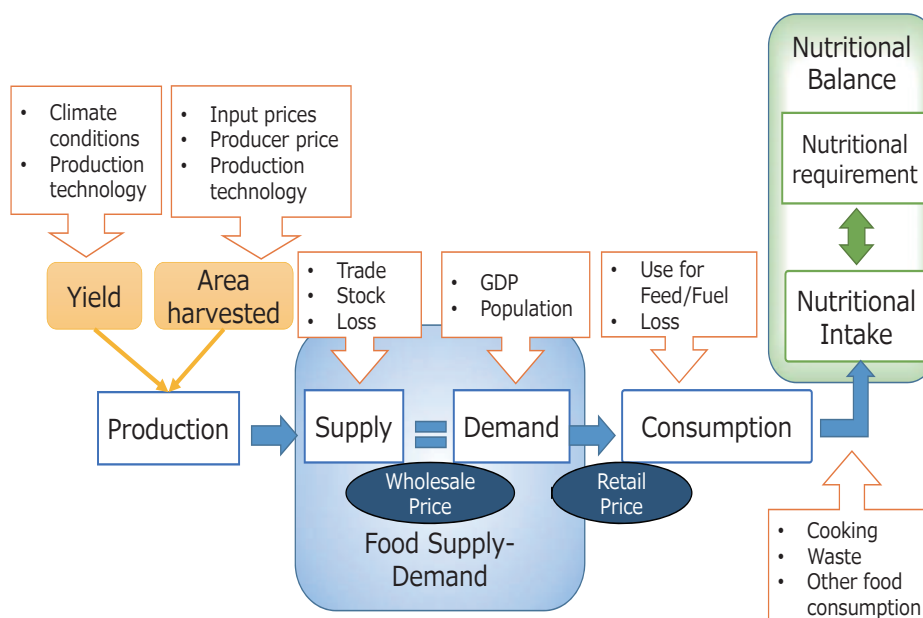 Nutritional
Balance
Nutritional
requirement
Nutritional
Intake
• Climate
conditions
• Production
technology
• Input prices
• Producer price
• Production
technology
Yield
Area
harvested
• Trade
• Stock
• Loss
• GDP
• Population
• Use for
Feed/Fuel
• Loss
Production
Supply
=
Demand
Consumption
Wholesale
Price
Retail
Price
Food Supply-
Demand
• Cooking
• Waste
• Other food
consumption